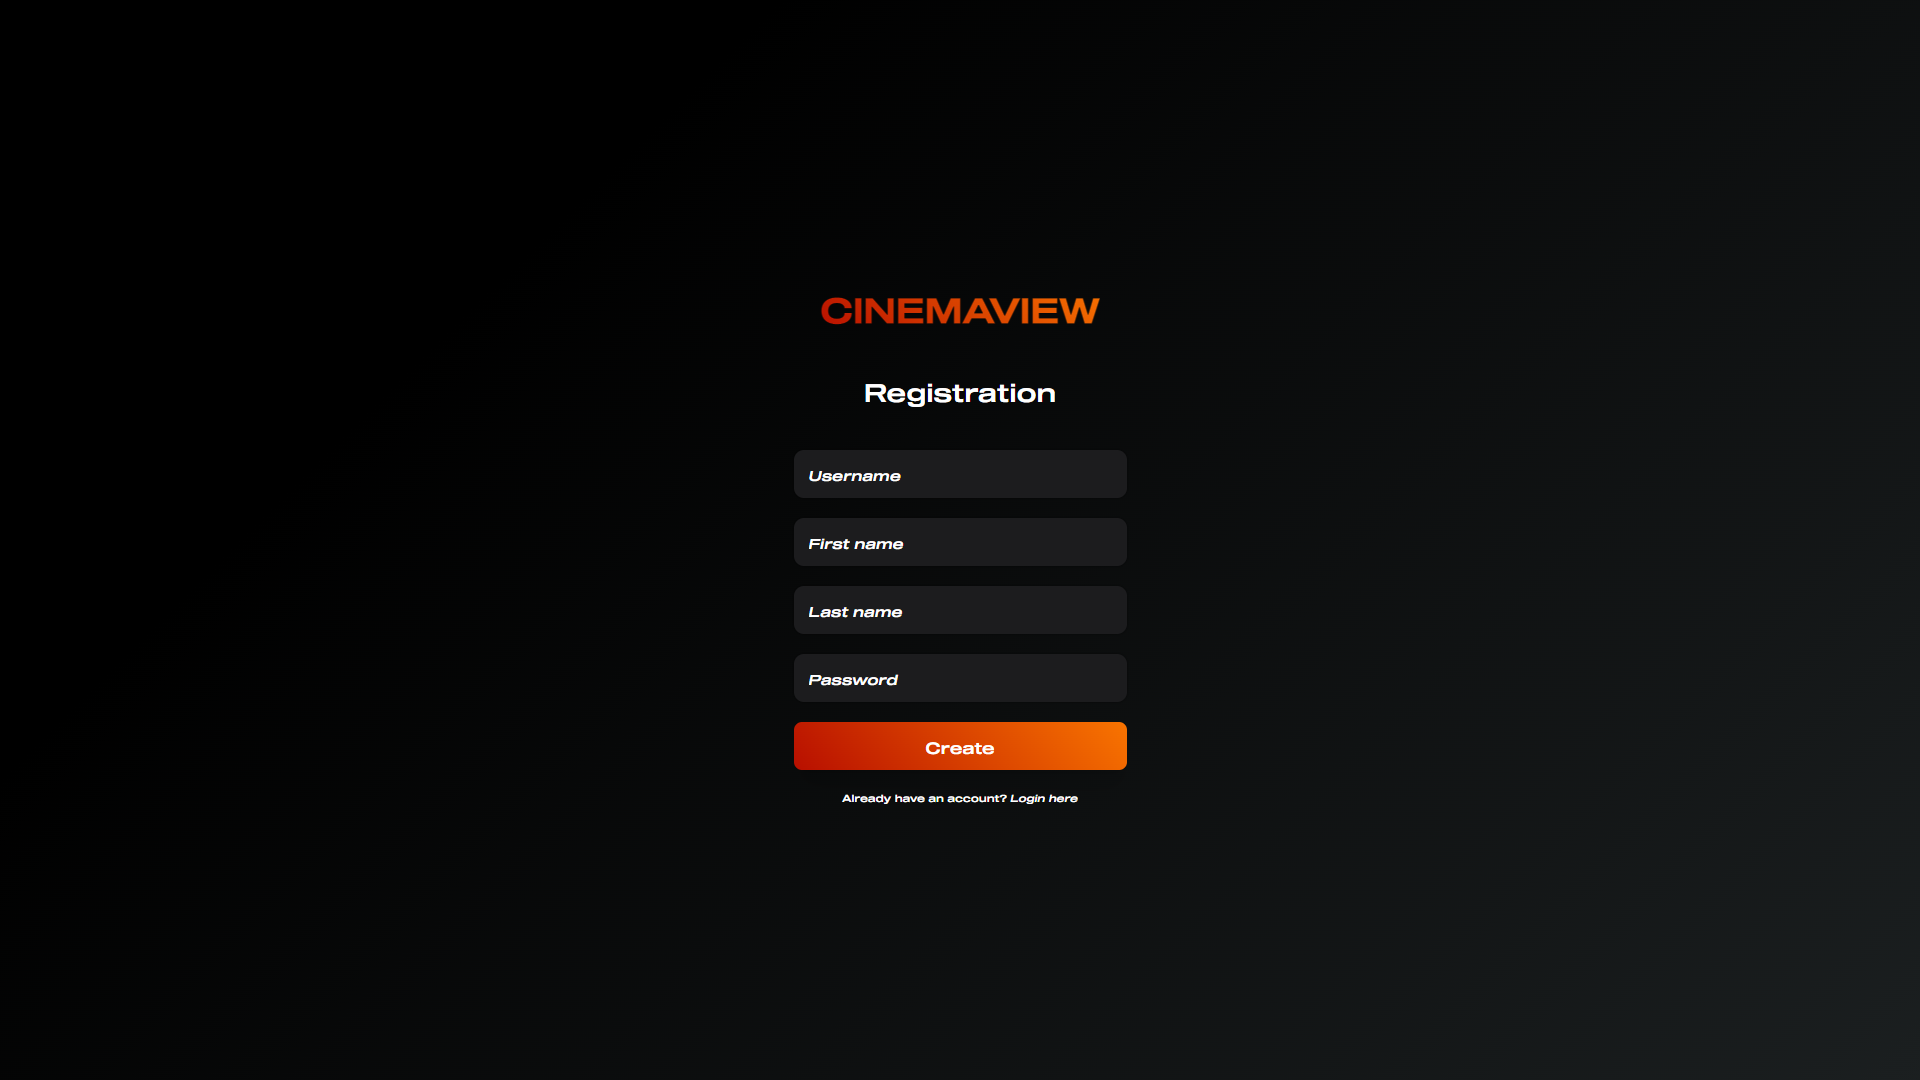 CINEMAVIEW
Registration
Username
First name
Last name
Password
Create
Already have an account? Login here